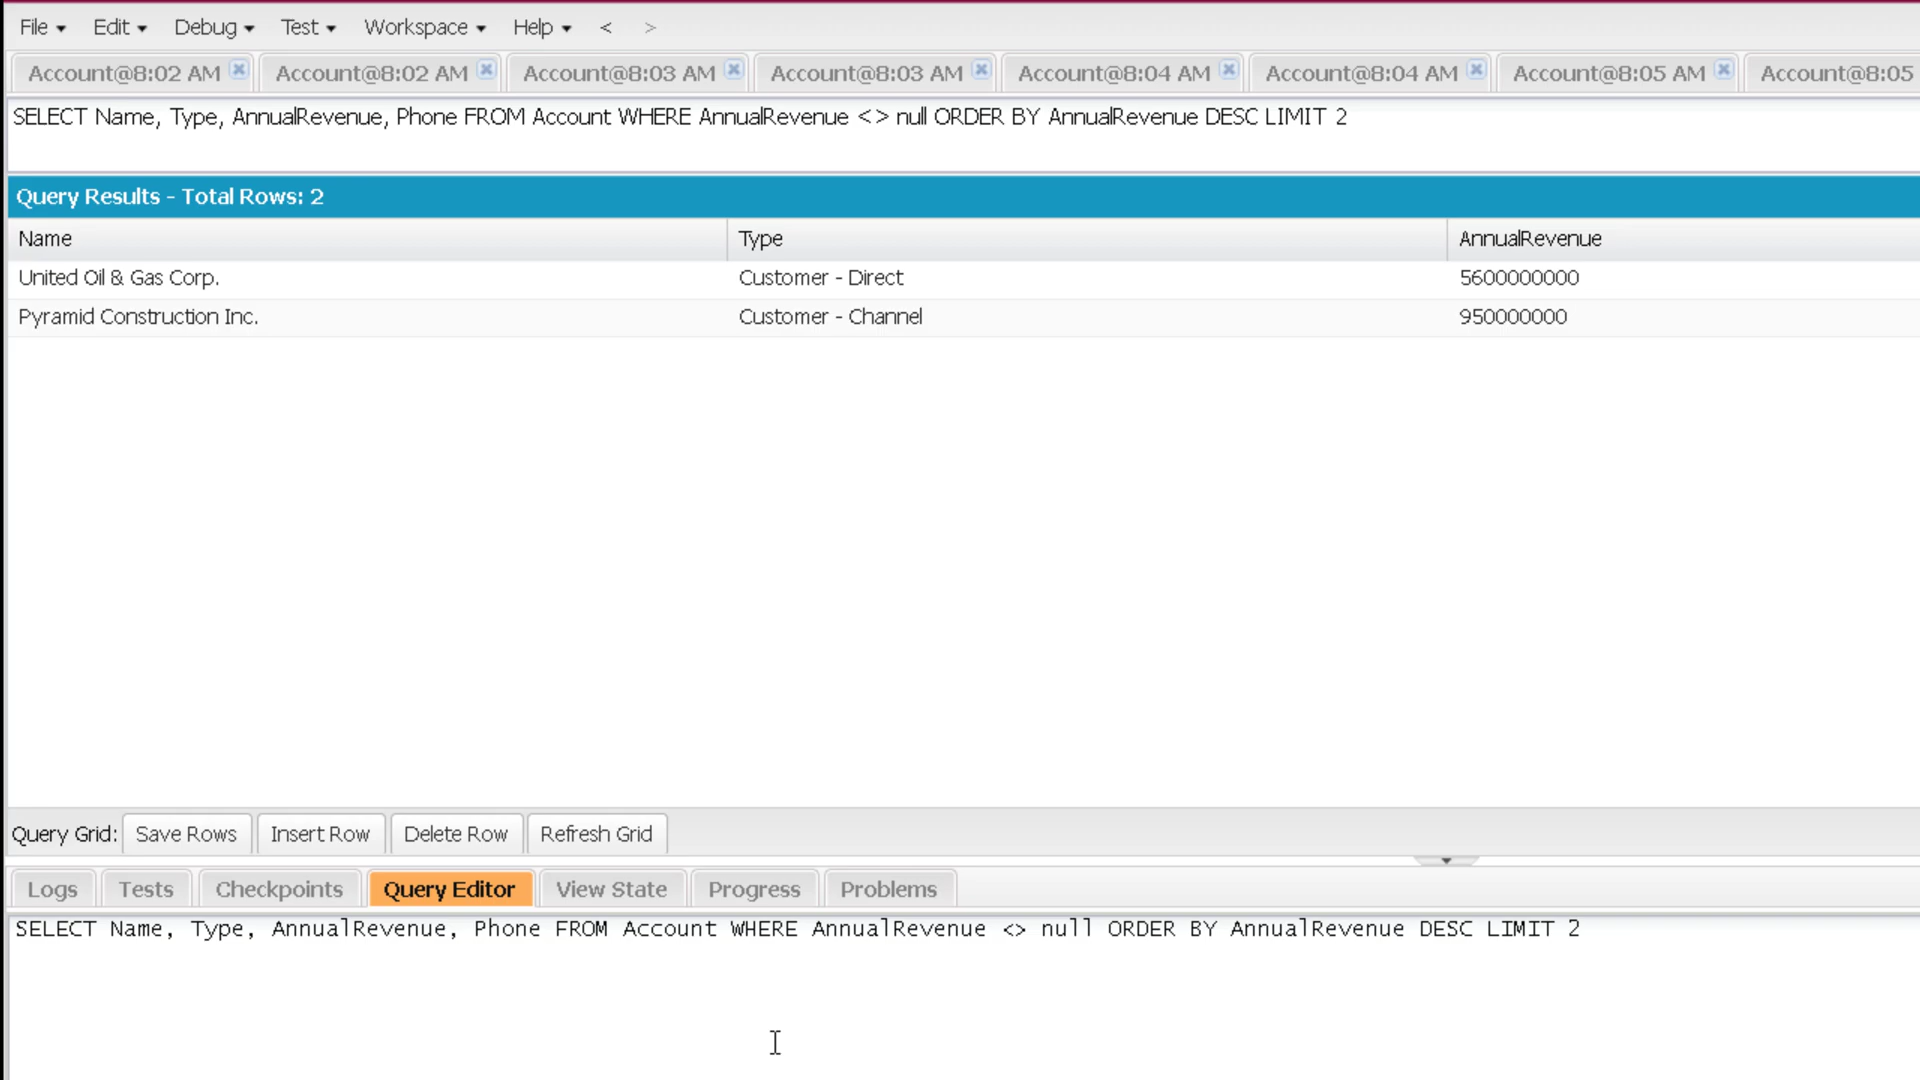 File Edit Debug Test Workspace Help < >
Account@8:02 AM Account@8:02 AM Account@8:03 AM Account@8:03 AM Account@8:04 AM Account@8:04 AM Account@8:05 AM Account@8:05
SELECT Name, Type, AnnualRevenue, Phone FROM Account WHERE AnnualRevenue <> null ORDER BY AnnualRevenue DESC LIMIT 2
Query Results - Total Rows: 2
Name Type AnnualRevenue
United Oil & Gas Corp. Customer - Direct 5600000000
Pyramid Construction Inc. Customer - Channel 950000000
Query Grid: Save Rows Insert Row Delete Row Refresh Grid
Logs Tests Checkpoints Query Editor View State Progress Problems
SELECT Name, Type, AnnualRevenue, Phone FROM Account WHERE AnnualRevenue <> null ORDER BY AnnualRevenue DESC LIMIT 2